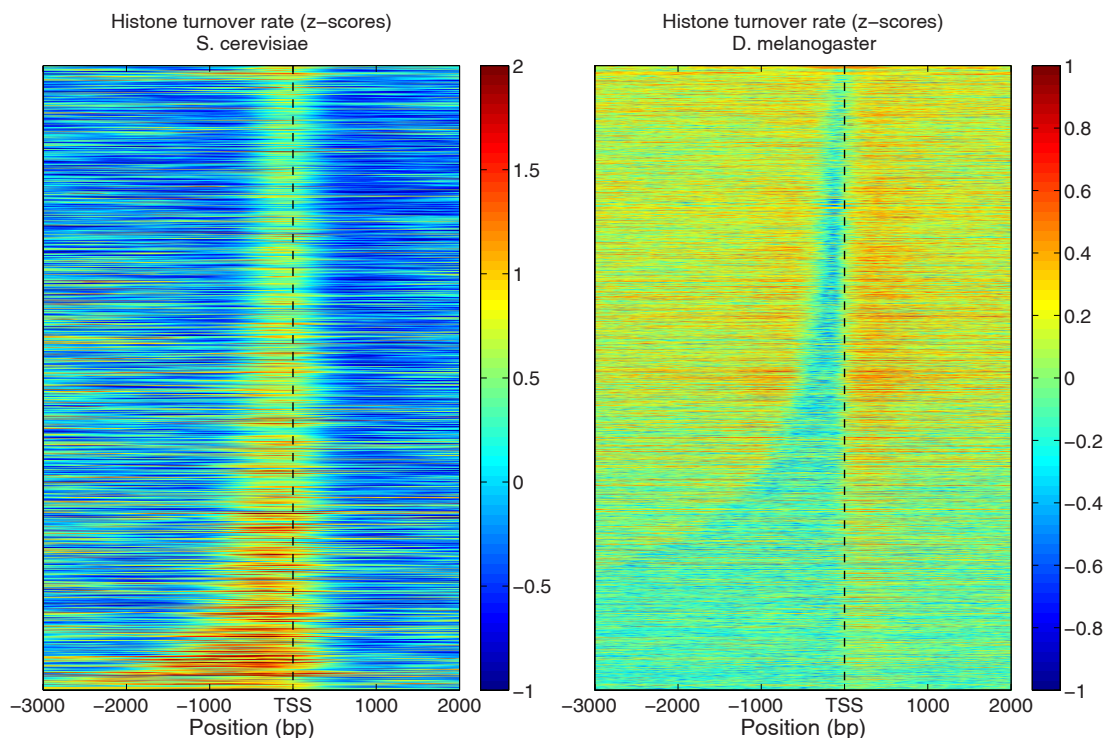 Histone turnover rate (z−scores)
S. cerevisiae
2
1.5
1
0.5
0
−0.5
−1
−3000 −2000 −1000 TSS 1000 2000
Position (bp)
Histone turnover rate (z−scores)
D. melanogaster
1
0.8
0.6
0.4
0.2
0
−0.2
−0.4
−0.6
−0.8
−1
−3000 −2000 −1000 TSS 1000 2000
Position (bp)